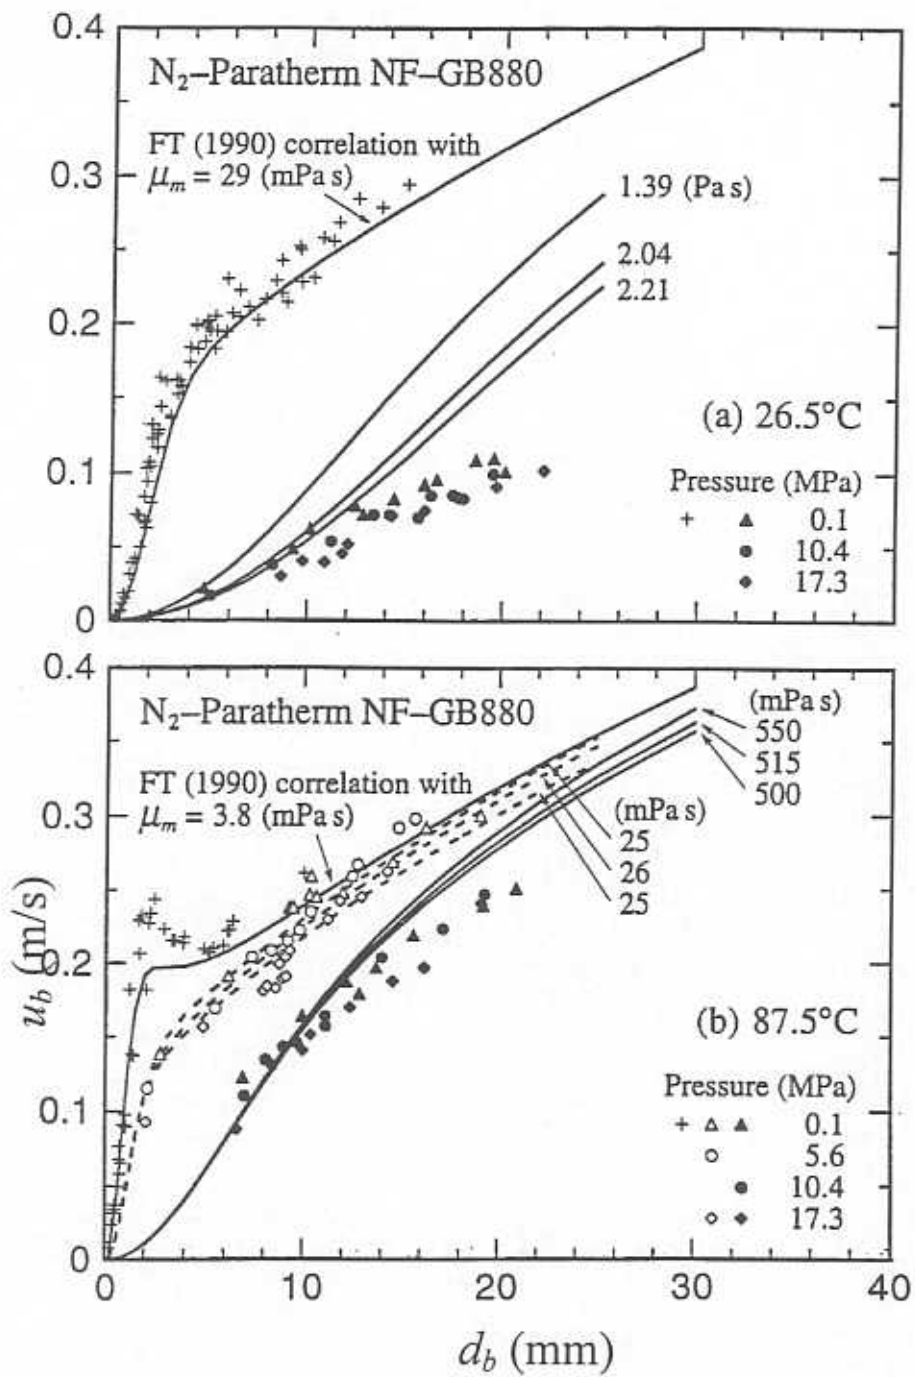 0.4
N₂–Paratherm NF–GB880
FT (1990) correlation with
μₘ = 29 (mPa s)
0.3
1.39 (Pa s)
2.04
2.21
0.2
(a) 26.5°C
0.1
Pressure (MPa)
+ ▲ 0.1
● 10.4
◆ 17.3
0
0.4
N₂–Paratherm NF–GB880
(mPa s)
550
515
500
FT (1990) correlation with
μₘ = 3.8 (mPa s)
0.3
(mPa s)
25
26
25
u_b (m/s)
0.2
(b) 87.5°C
0.1
Pressure (MPa)
+ △ ▲ 0.1
○ 5.6
● 10.4
◇ ◆ 17.3
0
0 10 20 30 40
d_b (mm)